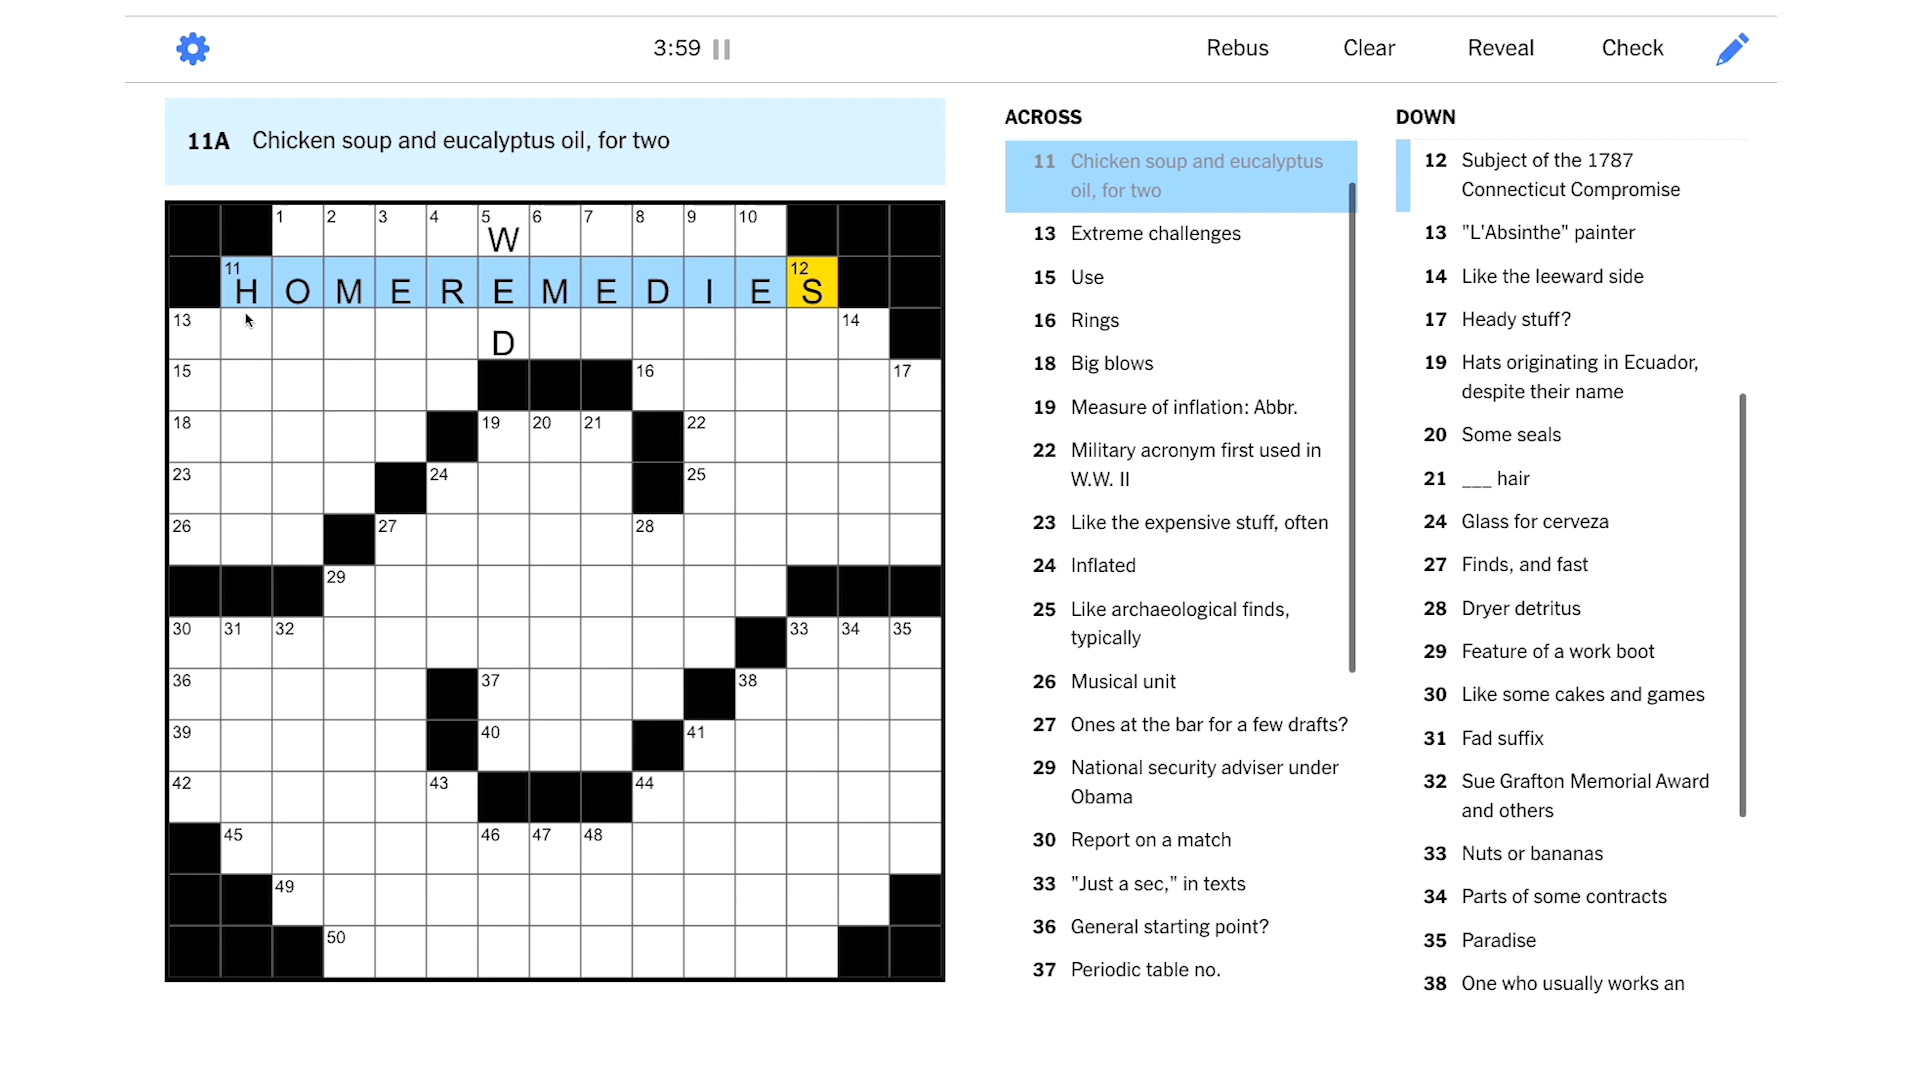 3:59
Rebus
Clear
Reveal
Check
11A Chicken soup and eucalyptus oil, for two
1 2 3 4 5 6 7 8 9 10
W
11 12
H O M E R E M E D I E S
13 14
D
15 16 17
18 19 20 21 22
23 24 25
26 27 28
29
30 31 32 33 34 35
36 37 38
39 40 41
42 43 44
45 46 47 48
49
50
ACROSS
11 Chicken soup and eucalyptus
oil, for two
13 Extreme challenges
15 Use
16 Rings
18 Big blows
19 Measure of inflation: Abbr.
22 Military acronym first used in
W.W. II
23 Like the expensive stuff, often
24 Inflated
25 Like archaeological finds,
typically
26 Musical unit
27 Ones at the bar for a few drafts?
29 National security adviser under
Obama
30 Report on a match
33 "Just a sec," in texts
36 General starting point?
37 Periodic table no.
DOWN
12 Subject of the 1787
Connecticut Compromise
13 "L'Absinthe" painter
14 Like the leeward side
17 Heady stuff?
19 Hats originating in Ecuador,
despite their name
20 Some seals
21 ___ hair
24 Glass for cerveza
27 Finds, and fast
28 Dryer detritus
29 Feature of a work boot
30 Like some cakes and games
31 Fad suffix
32 Sue Grafton Memorial Award
and others
33 Nuts or bananas
34 Parts of some contracts
35 Paradise
38 One who usually works an